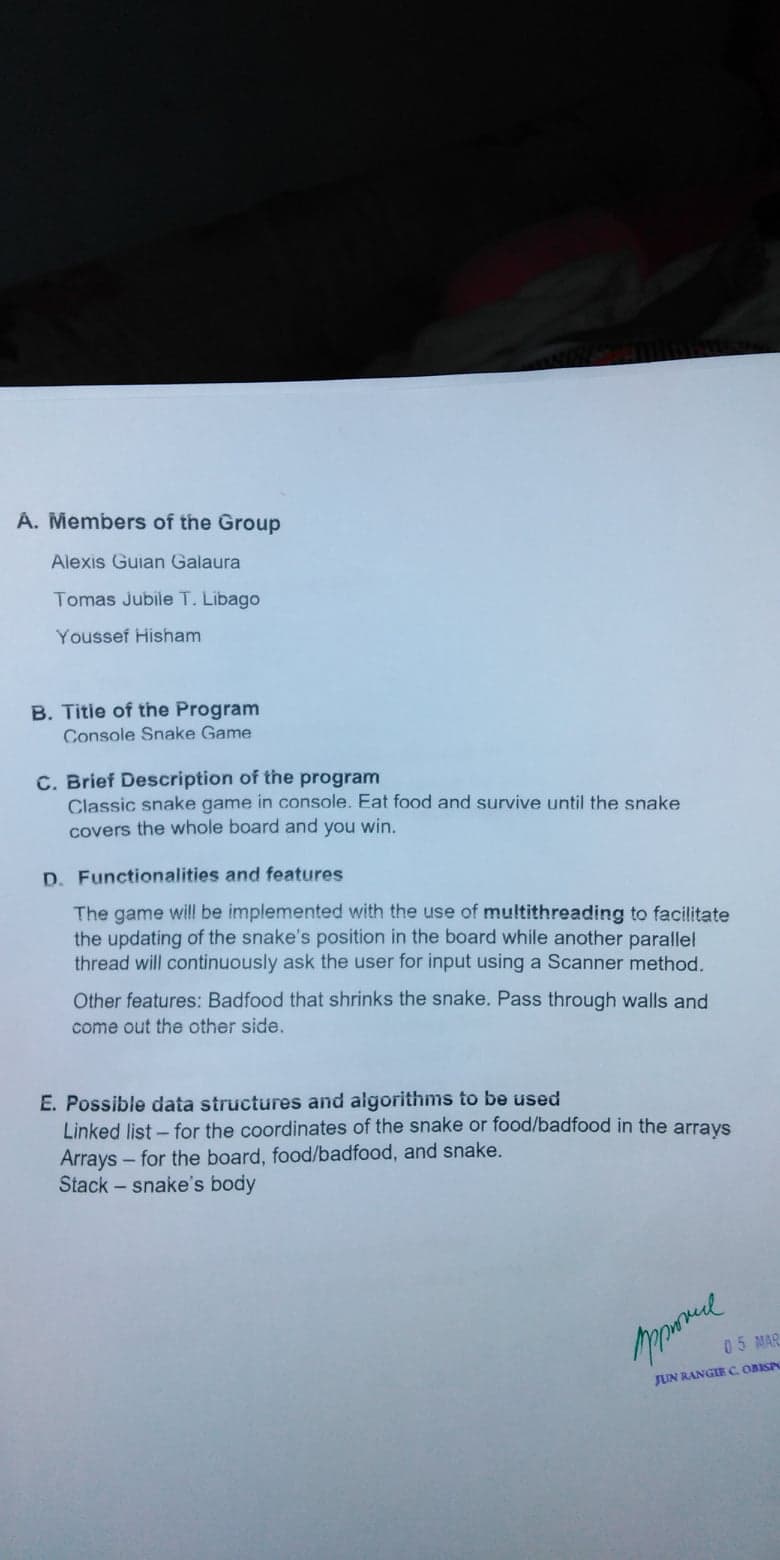 A. Members of the Group
Alexis Guian Galaura
Tomas Jubile T. Libago
Youssef Hisham
B. Title of the Program
Console Snake Game
C. Brief Description of the program
Classic snake game in console. Eat food and survive until the snake
covers the whole board and you win.
D. Functionalities and features
The game will be implemented with the use of multithreading to facilitate
the updating of the snake's position in the board while another parallel
thread will continuously ask the user for input using a Scanner method.
Other features: Badfood that shrinks the snake. Pass through walls and
come out the other side.
E. Possible data structures and algorithms to be used
Linked list – for the coordinates of the snake or food/badfood in the arrays
Arrays – for the board, food/badfood, and snake.
Stack – snake's body
Approved
05 MAR
JUN RANGIE C.